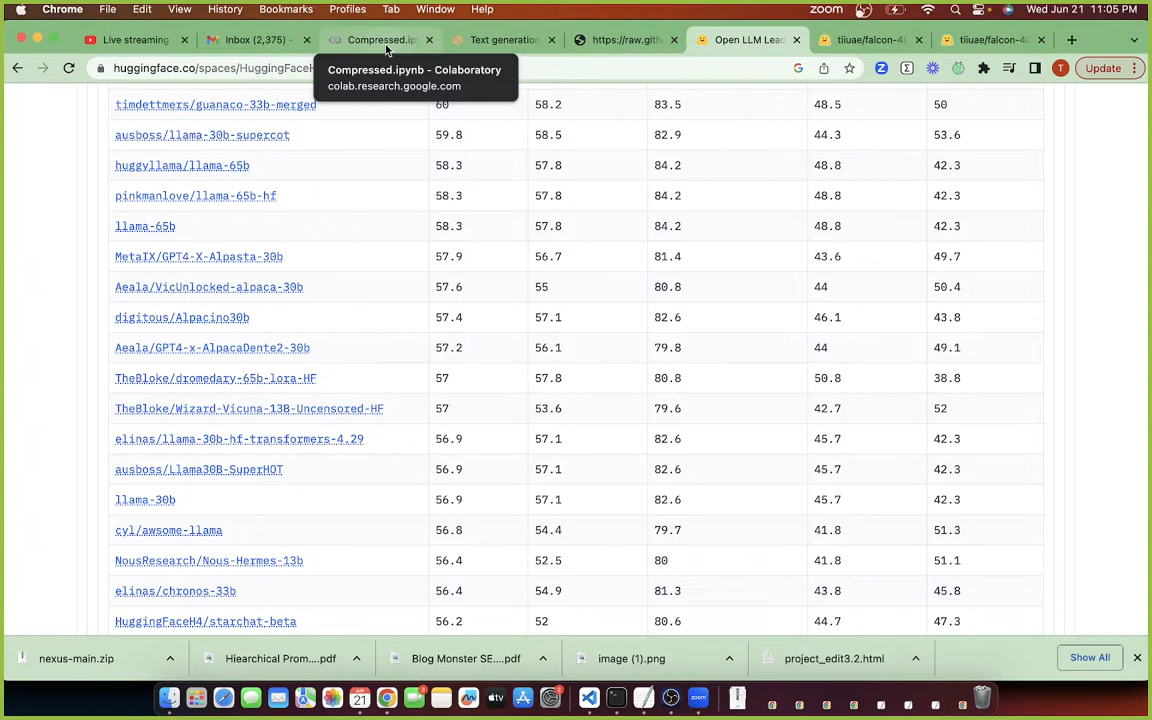 Chrome File Edit View History Bookmarks Profiles Tab Window Help zoom Wed Jun 21 11:05 PM
Live streaming Inbox (2,375) - Compressed.ip Text generation https://raw.gith Open LLM Lead tiiuae/falcon-40 tiiuae/falcon-40
huggingface.co/spaces/HuggingFaceH T Update
Compressed.ipynb - Colaboratory
colab.research.google.com
timdettmers/guanaco-33b-merged 60 58.2 83.5 48.5 50
ausboss/llama-30b-supercot 59.8 58.5 82.9 44.3 53.6
huggyllama/llama-65b 58.3 57.8 84.2 48.8 42.3
pinkmanlove/llama-65b-hf 58.3 57.8 84.2 48.8 42.3
llama-65b 58.3 57.8 84.2 48.8 42.3
MetaIX/GPT4-X-Alpasta-30b 57.9 56.7 81.4 43.6 49.7
Aeala/VicUnlocked-alpaca-30b 57.6 55 80.8 44 50.4
digitous/Alpacino30b 57.4 57.1 82.6 46.1 43.8
Aeala/GPT4-x-AlpacaDente2-30b 57.2 56.1 79.8 44 49.1
TheBloke/dromedary-65b-lora-HF 57 57.8 80.8 50.8 38.8
TheBloke/Wizard-Vicuna-13B-Uncensored-HF 57 53.6 79.6 42.7 52
elinas/llama-30b-hf-transformers-4.29 56.9 57.1 82.6 45.7 42.3
ausboss/Llama30B-SuperHOT 56.9 57.1 82.6 45.7 42.3
llama-30b 56.9 57.1 82.6 45.7 42.3
cyl/awsome-llama 56.8 54.4 79.7 41.8 51.3
NousResearch/Nous-Hermes-13b 56.4 52.5 80 41.8 51.1
elinas/chronos-33b 56.4 54.9 81.3 43.8 45.8
HuggingFaceH4/starchat-beta 56.2 52 80.6 44.7 47.3
nexus-main.zip Hiearchical Prom....pdf Blog Monster SE....pdf image (1).png project_edit3.2.html Show All